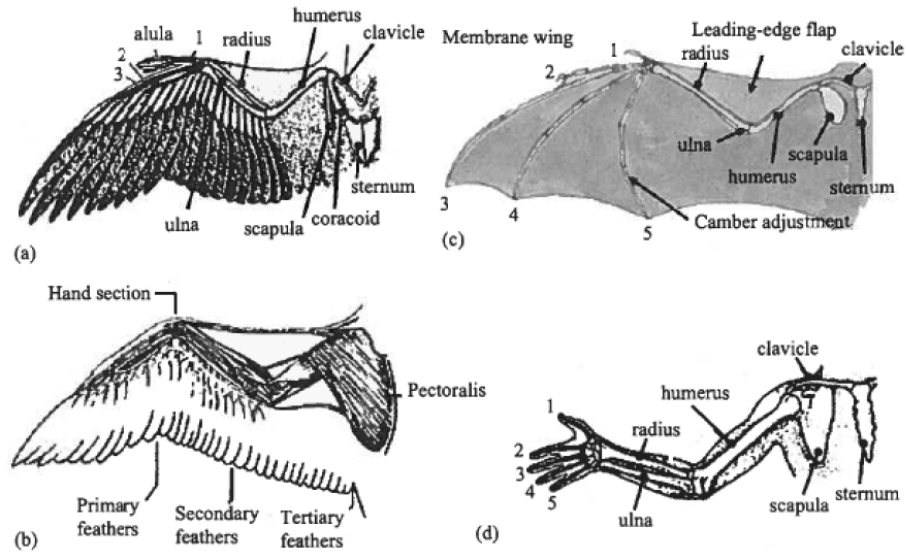 alula
1
radius
humerus
clavicle
2
3
ulna
scapula
coracoid
sternum
(a)
Membrane wing
1
2
radius
Leading-edge flap
clavicle
ulna
humerus
scapula
sternum
3
4
5
Camber adjustment
(c)
Hand section
Pectoralis
Primary
feathers
Secondary
feathers
Tertiary
feathers
(b)
clavicle
humerus
1
radius
2
3
4
5
ulna
scapula
sternum
(d)